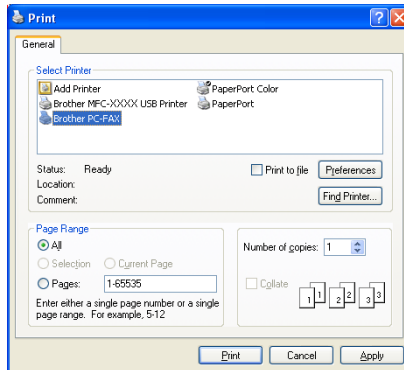 Print
General
Select Printer
Add Printer
PaperPort Color
Brother MFC-XXXX USB Printer
PaperPort
Brother PC-FAX
Status: Ready
Print to file
Preferences
Location:
Comment:
Find Printer...
Page Range
All
Number of copies: 1
Selection
Current Page
Pages: 1-65535
Collate
1 1 2 2 3 3
Enter either a single page number or a single
page range. For example, 5-12
Print
Cancel
Apply